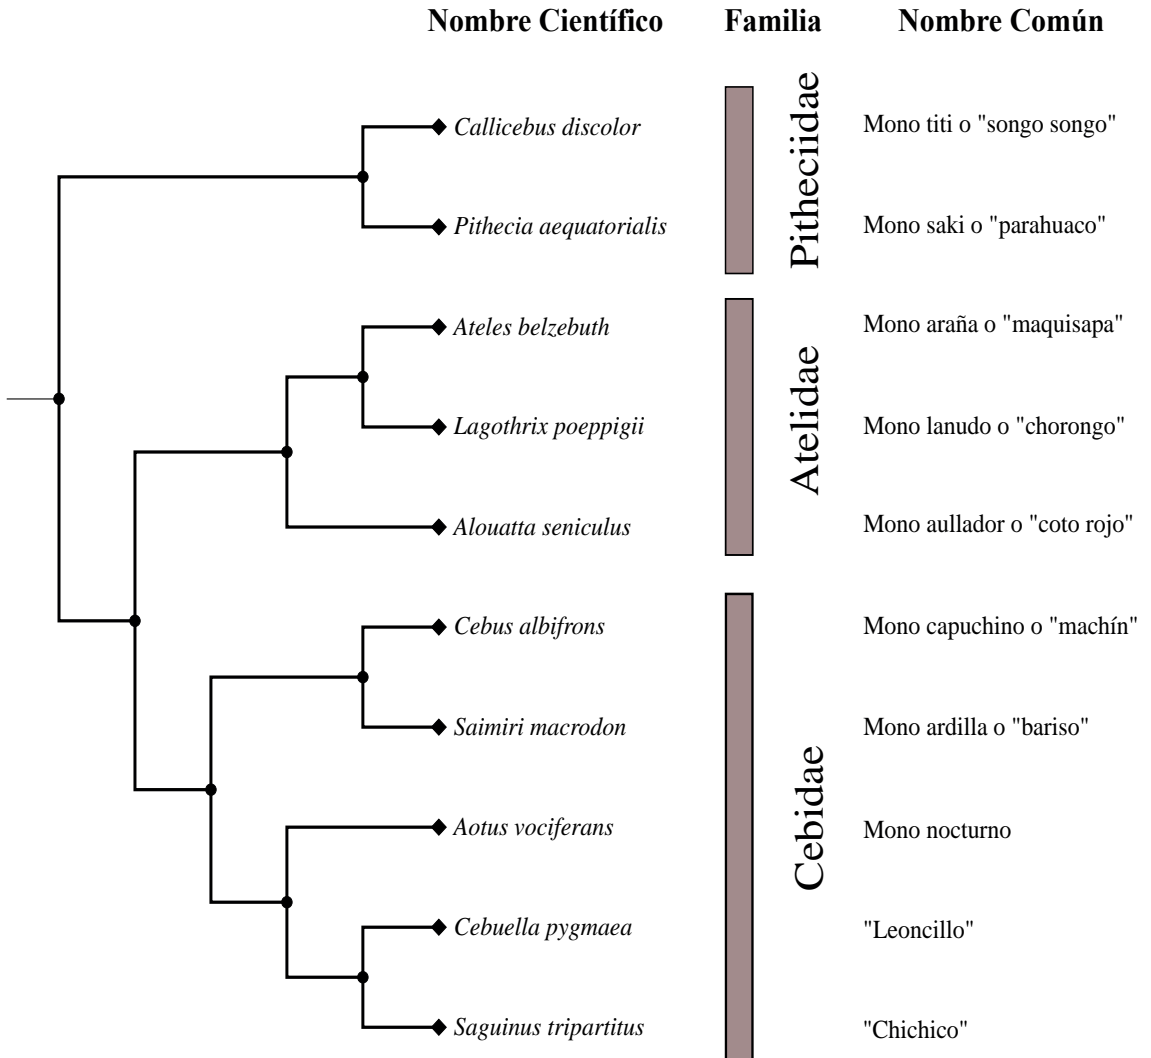 Nombre Científico Familia Nombre Común
Callicebus discolor Mono titi o "songo songo"
Pitheciidae
Pithecia aequatorialis Mono saki o "parahuaco"
Ateles belzebuth Mono araña o "maquisapa"
Atelidae
Lagothrix poeppigii Mono lanudo o "chorongo"
Alouatta seniculus Mono aullador o "coto rojo"
Cebus albifrons Mono capuchino o "machín"
Saimiri macrodon Mono ardilla o "bariso"
Cebidae
Aotus vociferans Mono nocturno
Cebuella pygmaea "Leoncillo"
Saguinus tripartitus "Chichico"